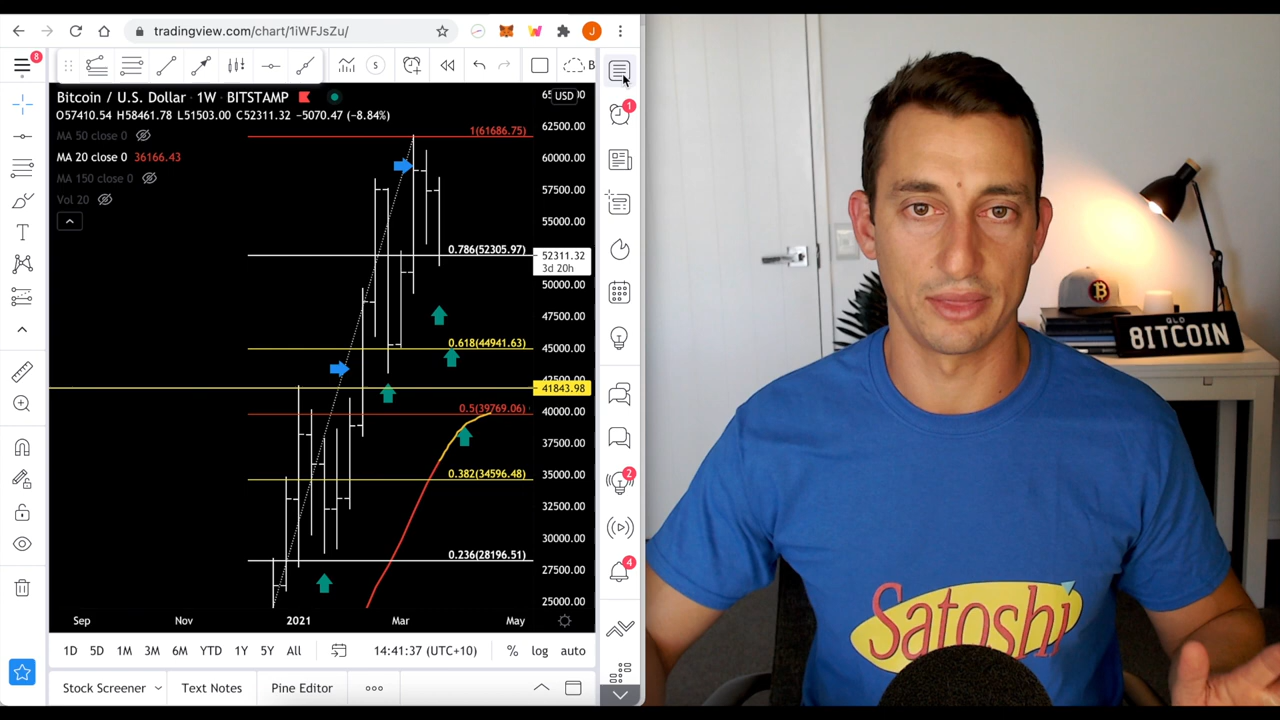 tradingview.com/chart/1iWFJsZu/
J
8
S
B
Bitcoin / U.S. Dollar · 1W · BITSTAMP
USD
O57410.54 H58461.78 L51503.00 C52311.32 −5070.47 (−8.84%)
MA 50 close 0
MA 20 close 0 36166.43
MA 150 close 0
Vol 20
1(61686.75)
0.786(52305.97)
0.618(44941.63)
0.5(39769.06)
0.382(34596.48)
0.236(28196.51)
62500.00
60000.00
57500.00
55000.00
52311.32
3d 20h
50000.00
47500.00
45000.00
41843.98
40000.00
37500.00
35000.00
32500.00
30000.00
27500.00
25000.00
Sep Nov 2021 Mar May
1D 5D 1M 3M 6M YTD 1Y 5Y All
14:41:37 (UTC+10) % log auto
Stock Screener Text Notes Pine Editor
1
2
4
T
QLD
8ITCOIN
Satoshi